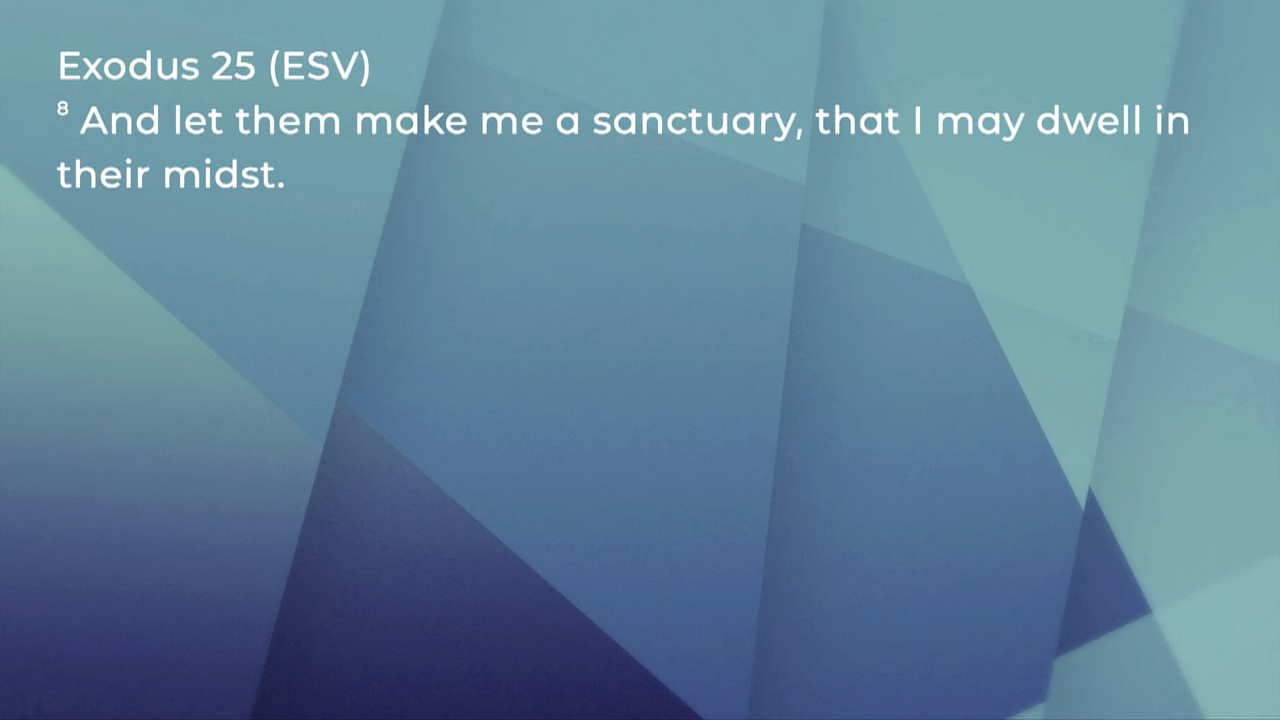 Exodus 25 (ESV)
⁸ And let them make me a sanctuary, that I may dwell in
their midst.